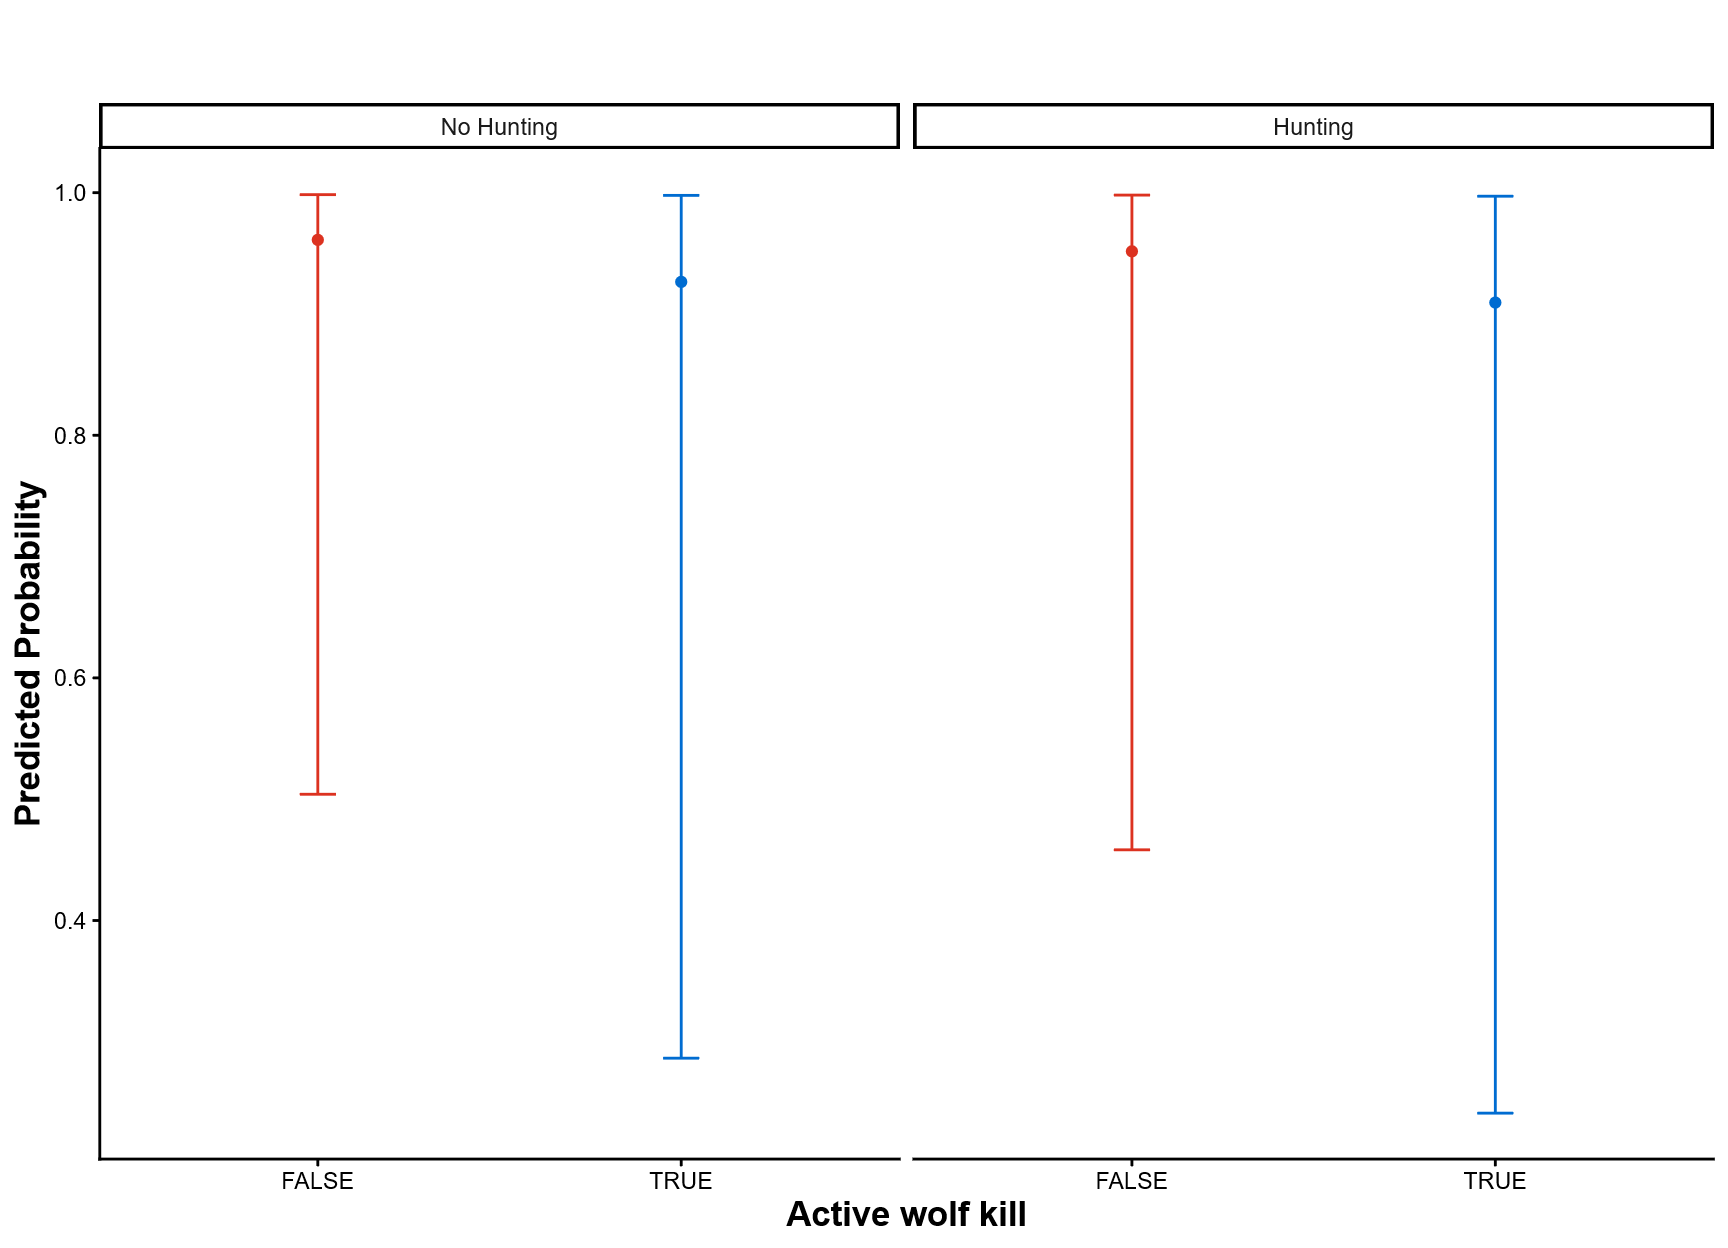 No Hunting
Hunting
1.0
0.8
0.6
0.4
Predicted Probability
FALSE
TRUE
FALSE
TRUE
Active wolf kill